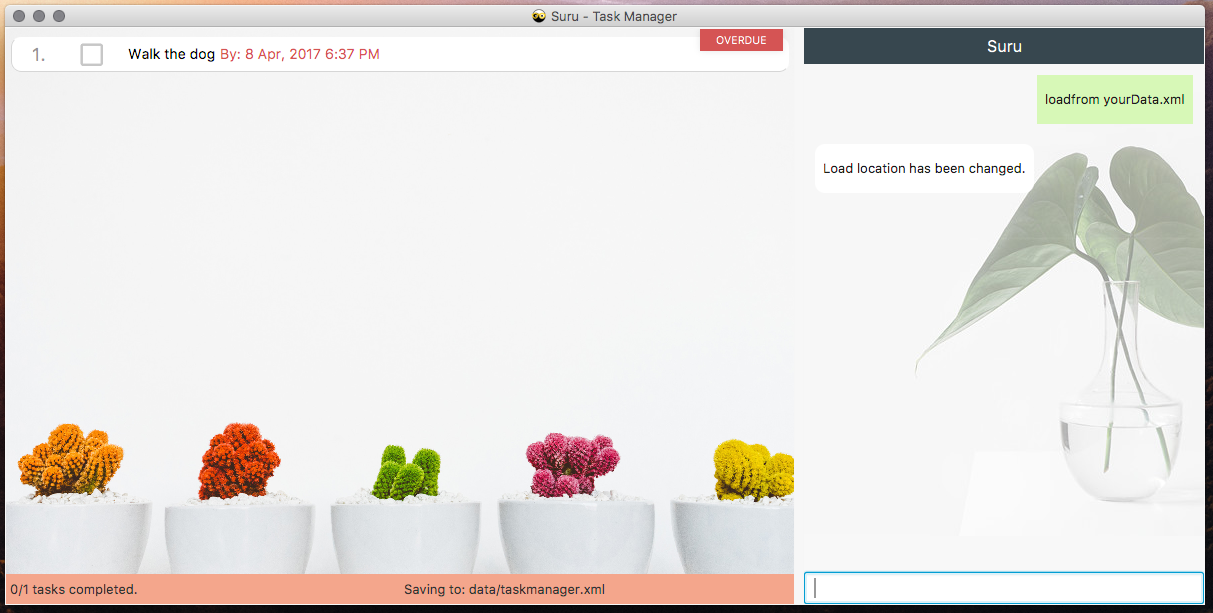 Suru - Task Manager
1. Walk the dog By: 8 Apr, 2017 6:37 PM
OVERDUE
0/1 tasks completed.
Saving to: data/taskmanager.xml
Suru
loadfrom yourData.xml
Load location has been changed.